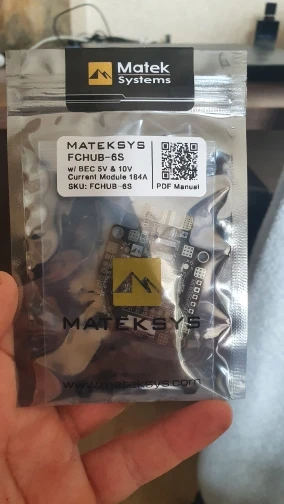 Matek
Systems
MATEKSYS
FCHUB-6S
w/ BEC 5V & 10V
Current Module 184A
SKU: FCHUB-6S
PDF Manual
MATEKSYS
www.mateksys.com